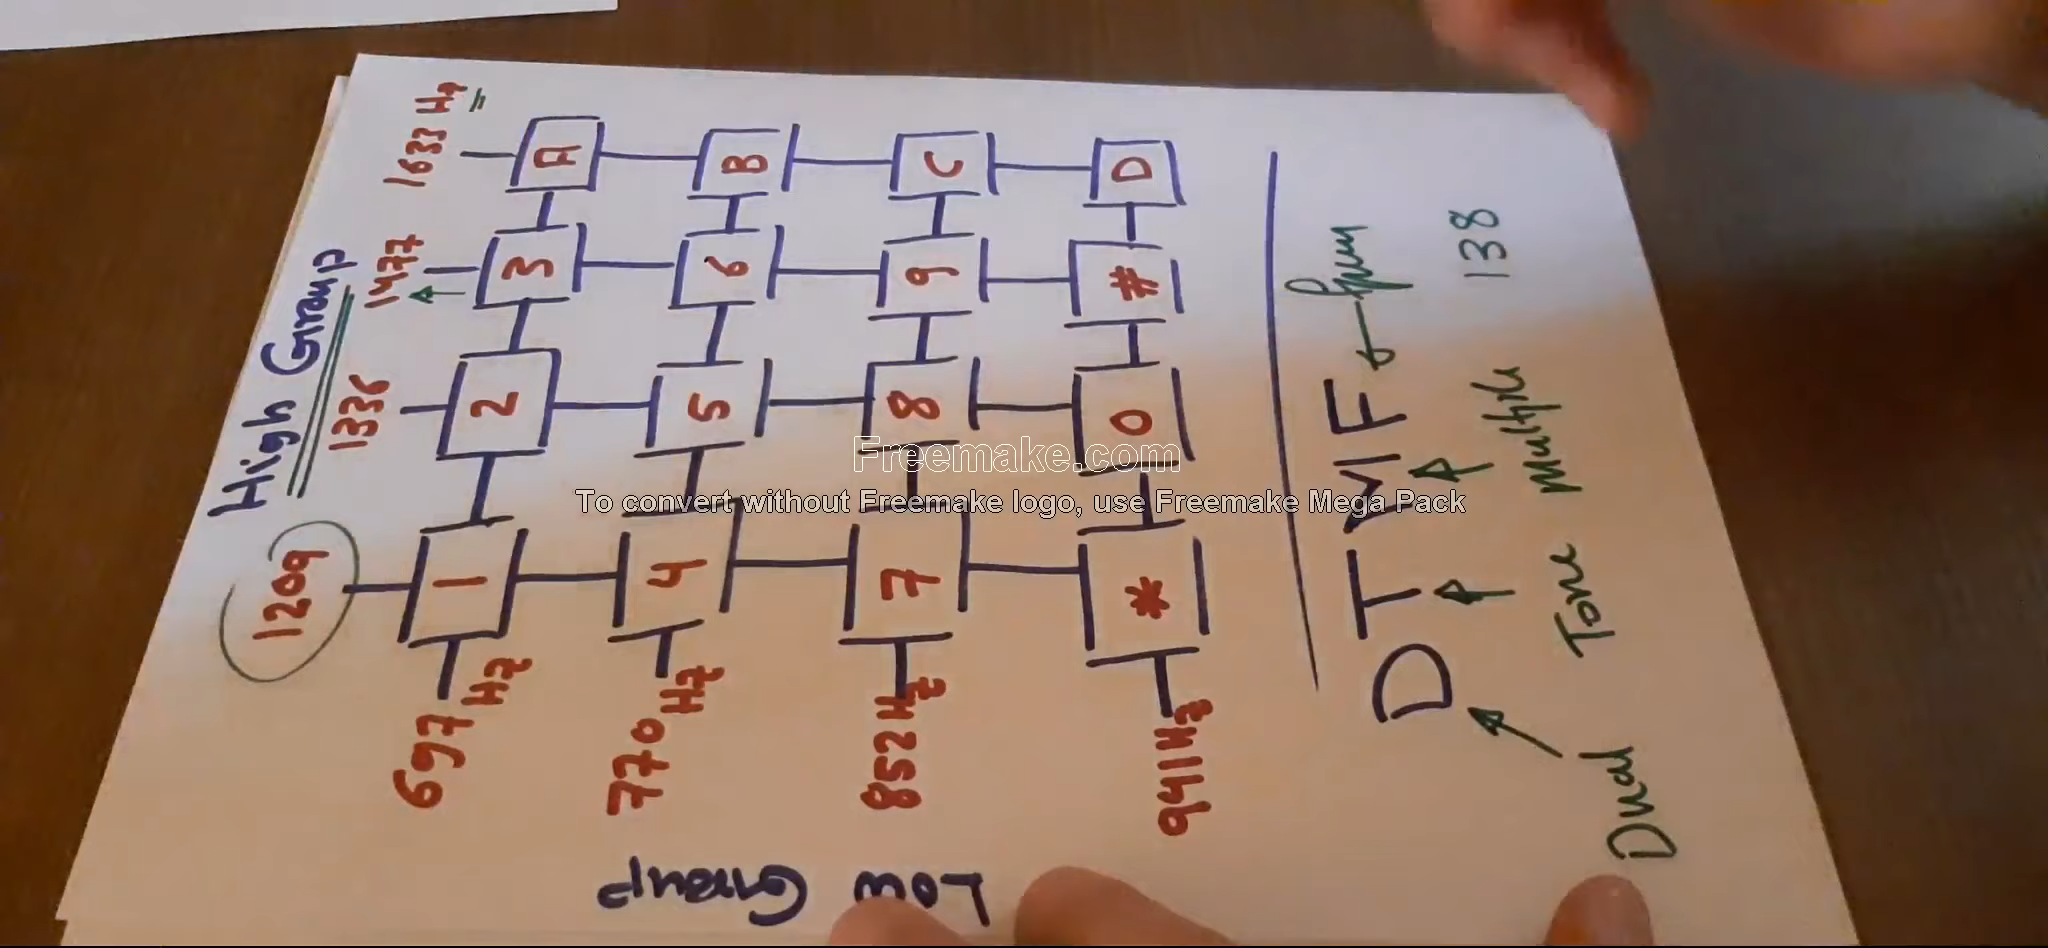 High Group
1209 1336 1477 1633 Hz
697 Hz 1 2 3 A
770 Hz 4 5 6 B
852 Hz 7 8 9 C
941 Hz * 0 # D
Low Group
DTMF
Dual Tone Multiple
138
Freemake.com
To convert without Freemake logo, use Freemake Mega Pack